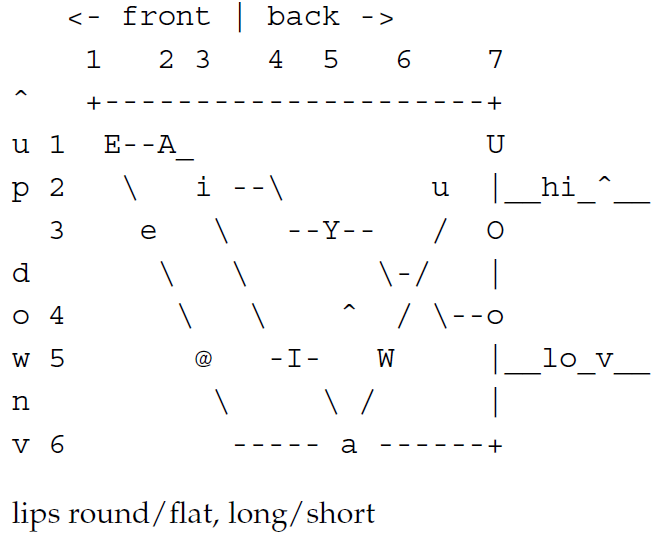 <- front | back ->
1   2 3   4  5   6    7
^   +---------------------+
u 1  E--A_                U
p 2   \   i --\        u  |__hi_^__
  3    e   \   --Y--   /  O
d       \   \       \-/   |
o 4      \   \    ^  / \--o
w 5       @   -I-   W     |__lo_v__
n          \     \ /      |
v 6         ----- a ------+
lips round/flat, long/short